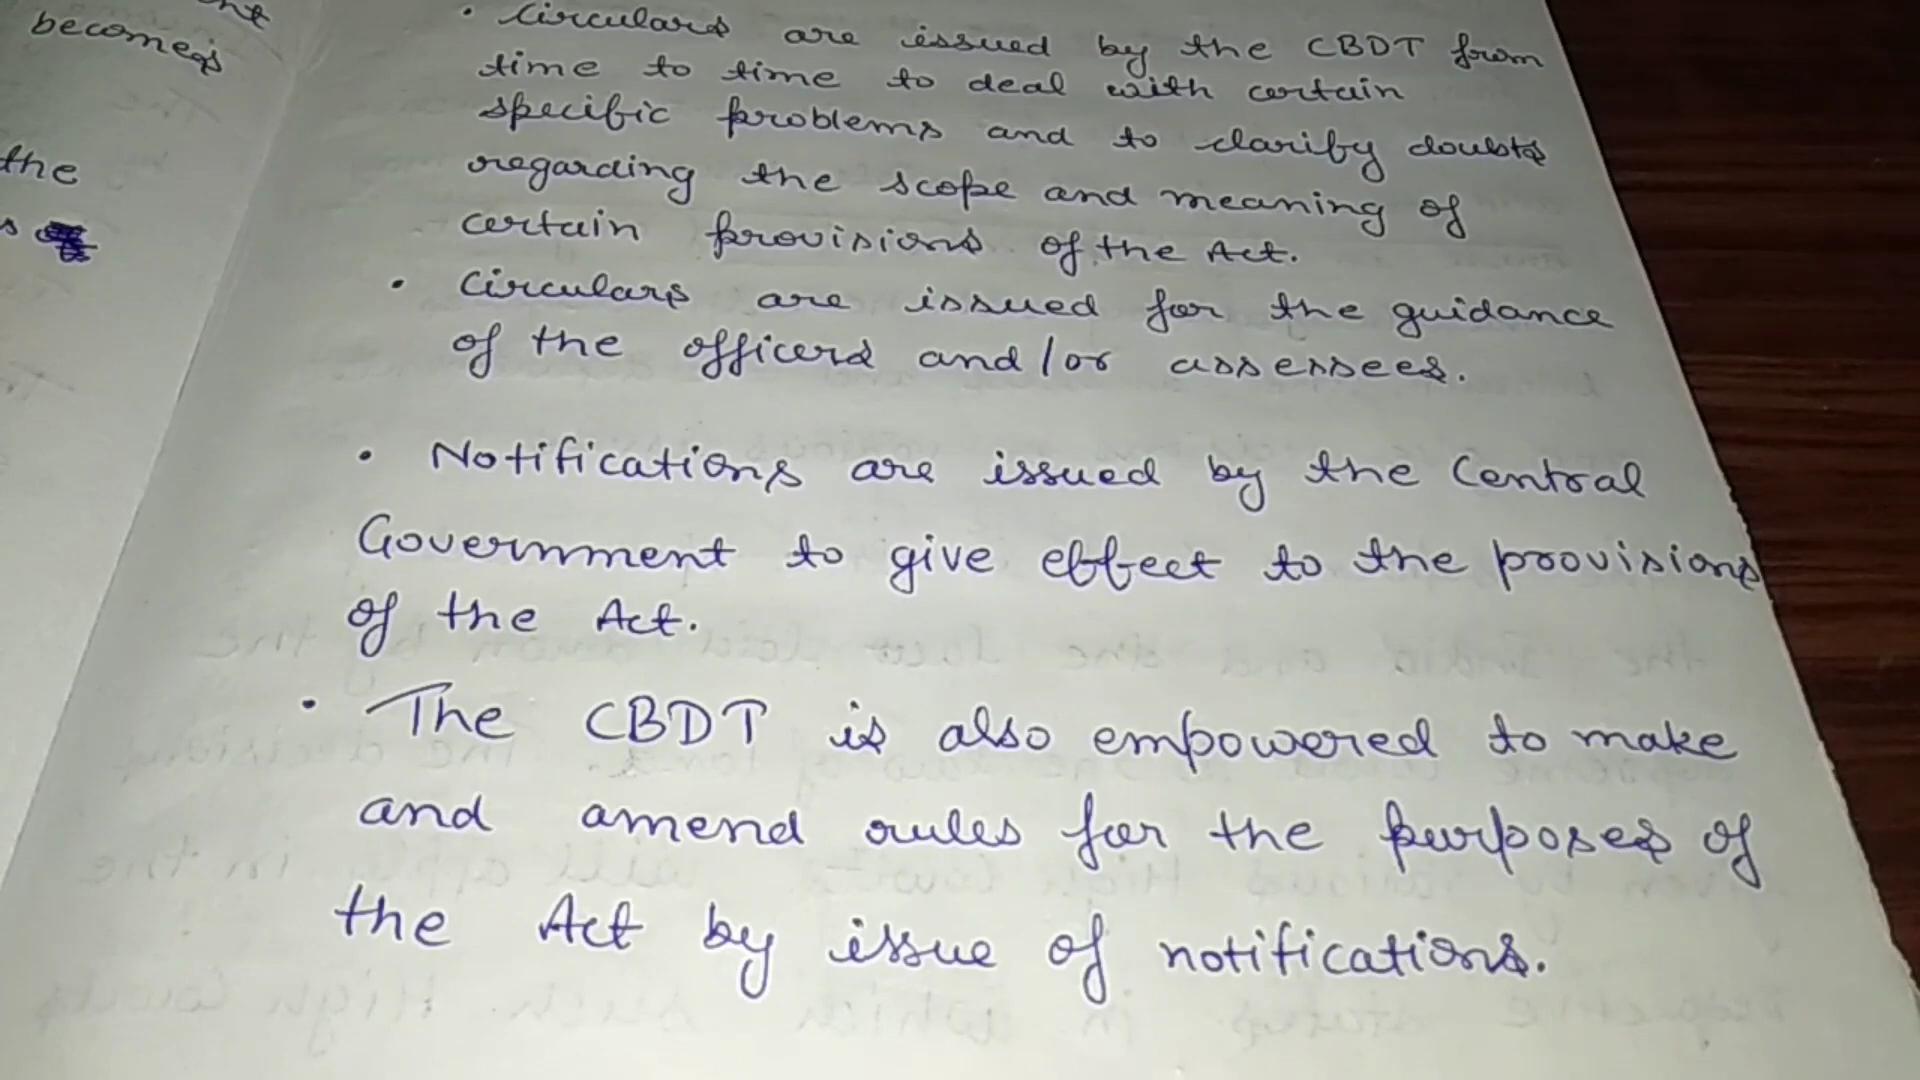 becomes
the
• Circulars are issued by the CBDT from
time to time to deal with certain
specific problems and to clarify doubts
regarding the scope and meaning of
certain provisions of the Act.
• Circulars are issued for the guidance
of the officers and/or assessees.
• Notifications are issued by the Central
Government to give effect to the provisions
of the Act.
• The CBDT is also empowered to make
and amend rules for the purposes of
the Act by issue of notifications.